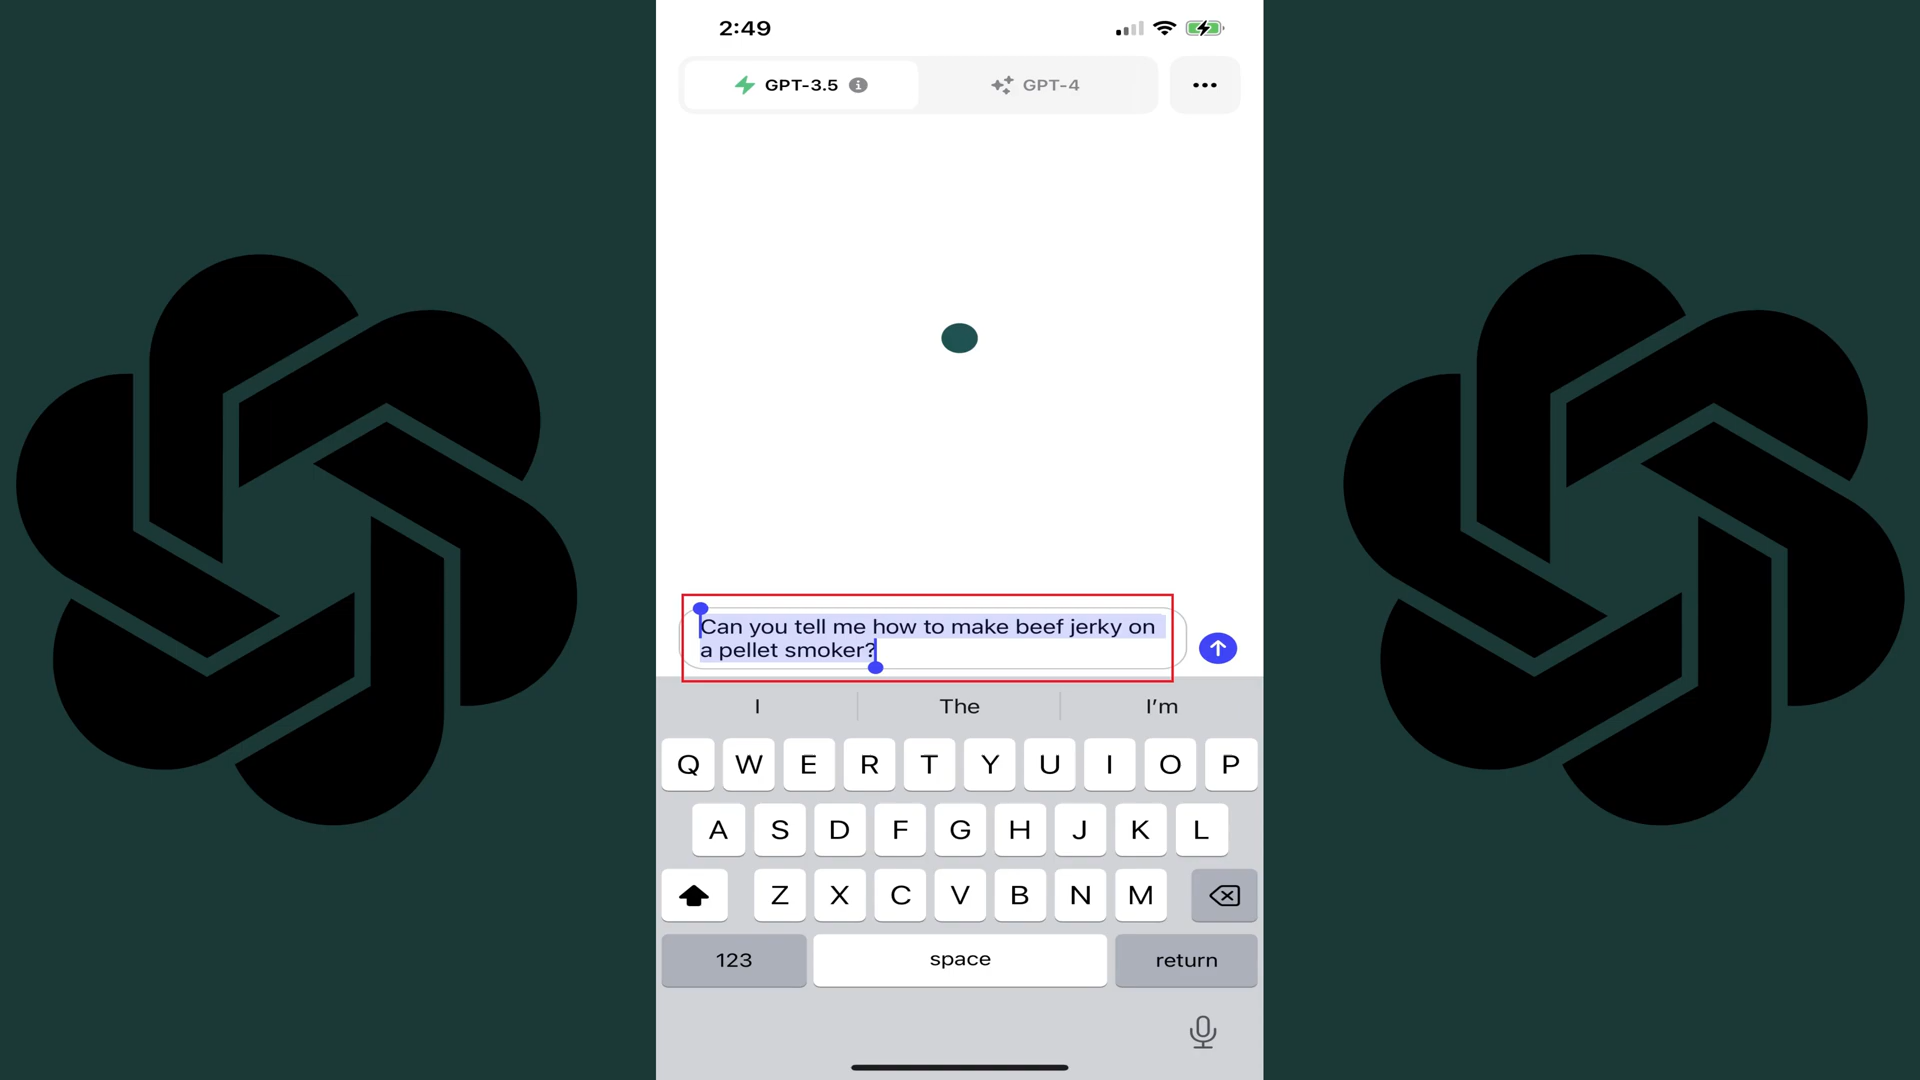 2:49
GPT-3.5
GPT-4
Can you tell me how to make beef jerky on
a pellet smoker?
I The I'm
Q W E R T Y U I O P
A S D F G H J K L
Z X C V B N M
123 space return